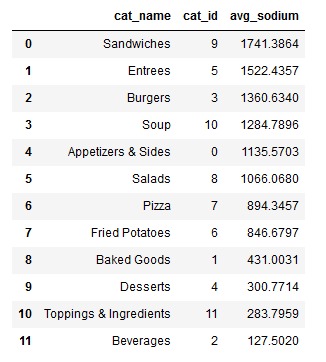 cat_name cat_id avg_sodium
0 Sandwiches 9 1741.3864
1 Entrees 5 1522.4357
2 Burgers 3 1360.6340
3 Soup 10 1284.7896
4 Appetizers & Sides 0 1135.5703
5 Salads 8 1066.0680
6 Pizza 7 894.3457
7 Fried Potatoes 6 846.6797
8 Baked Goods 1 431.0031
9 Desserts 4 300.7714
10 Toppings & Ingredients 11 283.7959
11 Beverages 2 127.5020